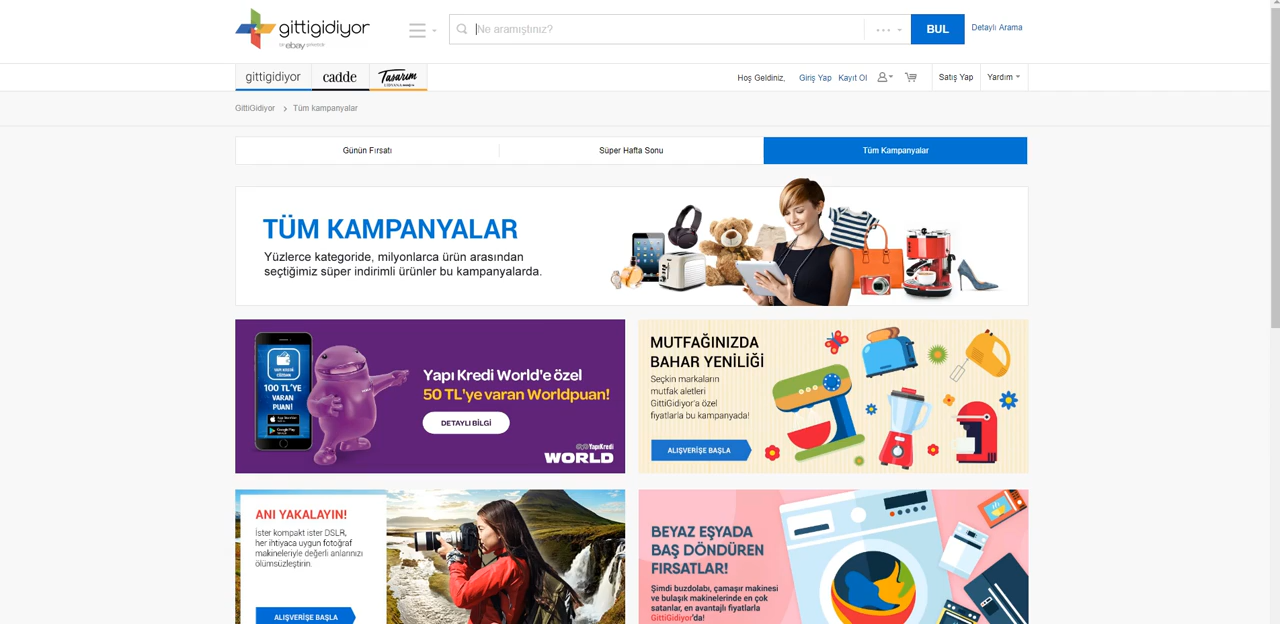 gittigidiyor
bir ebay şirketidir
Ne aramıştınız?
BUL
Detaylı Arama
gittigidiyor
cadde
Tasarım
Hoş Geldiniz,
Giriş Yap
Kayıt Ol
Satış Yap
Yardım
GittiGidiyor
Tüm kampanyalar
Günün Fırsatı
Süper Hafta Sonu
Tüm Kampanyalar
TÜM KAMPANYALAR
Yüzlerce kategoride, milyonlarca ürün arasından
seçtiğimiz süper indirimli ürünler bu kampanyalarda.
100 TL'YE
VARAN
PUAN!
Yapı Kredi World'e özel
50 TL'ye varan Worldpuan!
DETAYLI BİLGİ
YapıKredi
WORLD
MUTFAĞINIZDA
BAHAR YENİLİĞİ
Seçkin markaların
mutfak aletleri
GittiGidiyor'a özel
fiyatlarla bu kampanyada!
ALIŞVERİŞE BAŞLA
ANI YAKALAYIN!
İster kompakt ister DSLR,
her ihtiyaca uygun fotoğraf
makineleriyle değerli anlarınızı
ölümsüzleştirin.
ALIŞVERİŞE BAŞLA
BEYAZ EŞYADA
BAŞ DÖNDÜREN
FIRSATLAR!
Şimdi buzdolabı, çamaşır makinesi
ve bulaşık makinelerinde en çok
satanlar, en avantajlı fiyatlarla
GittiGidiyor'da!